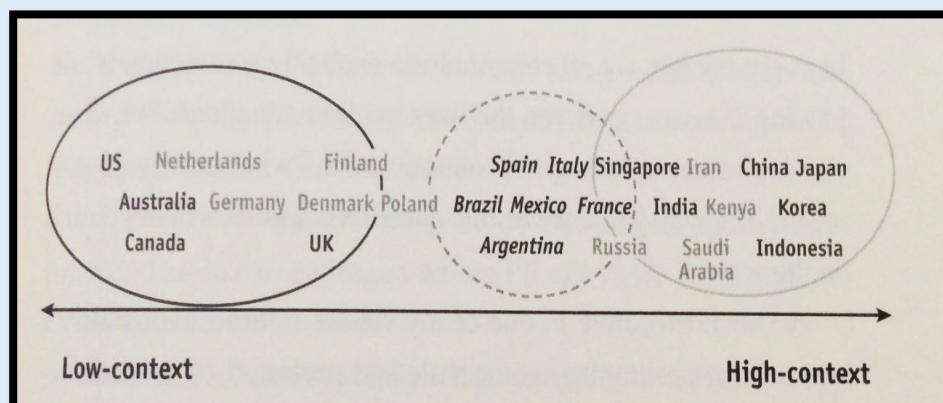 US Netherlands Finland Spain Italy Singapore Iran China Japan
Australia Germany Denmark Poland Brazil Mexico France India Kenya Korea
Canada UK Argentina Russia Saudi Arabia Indonesia
Low-context High-context